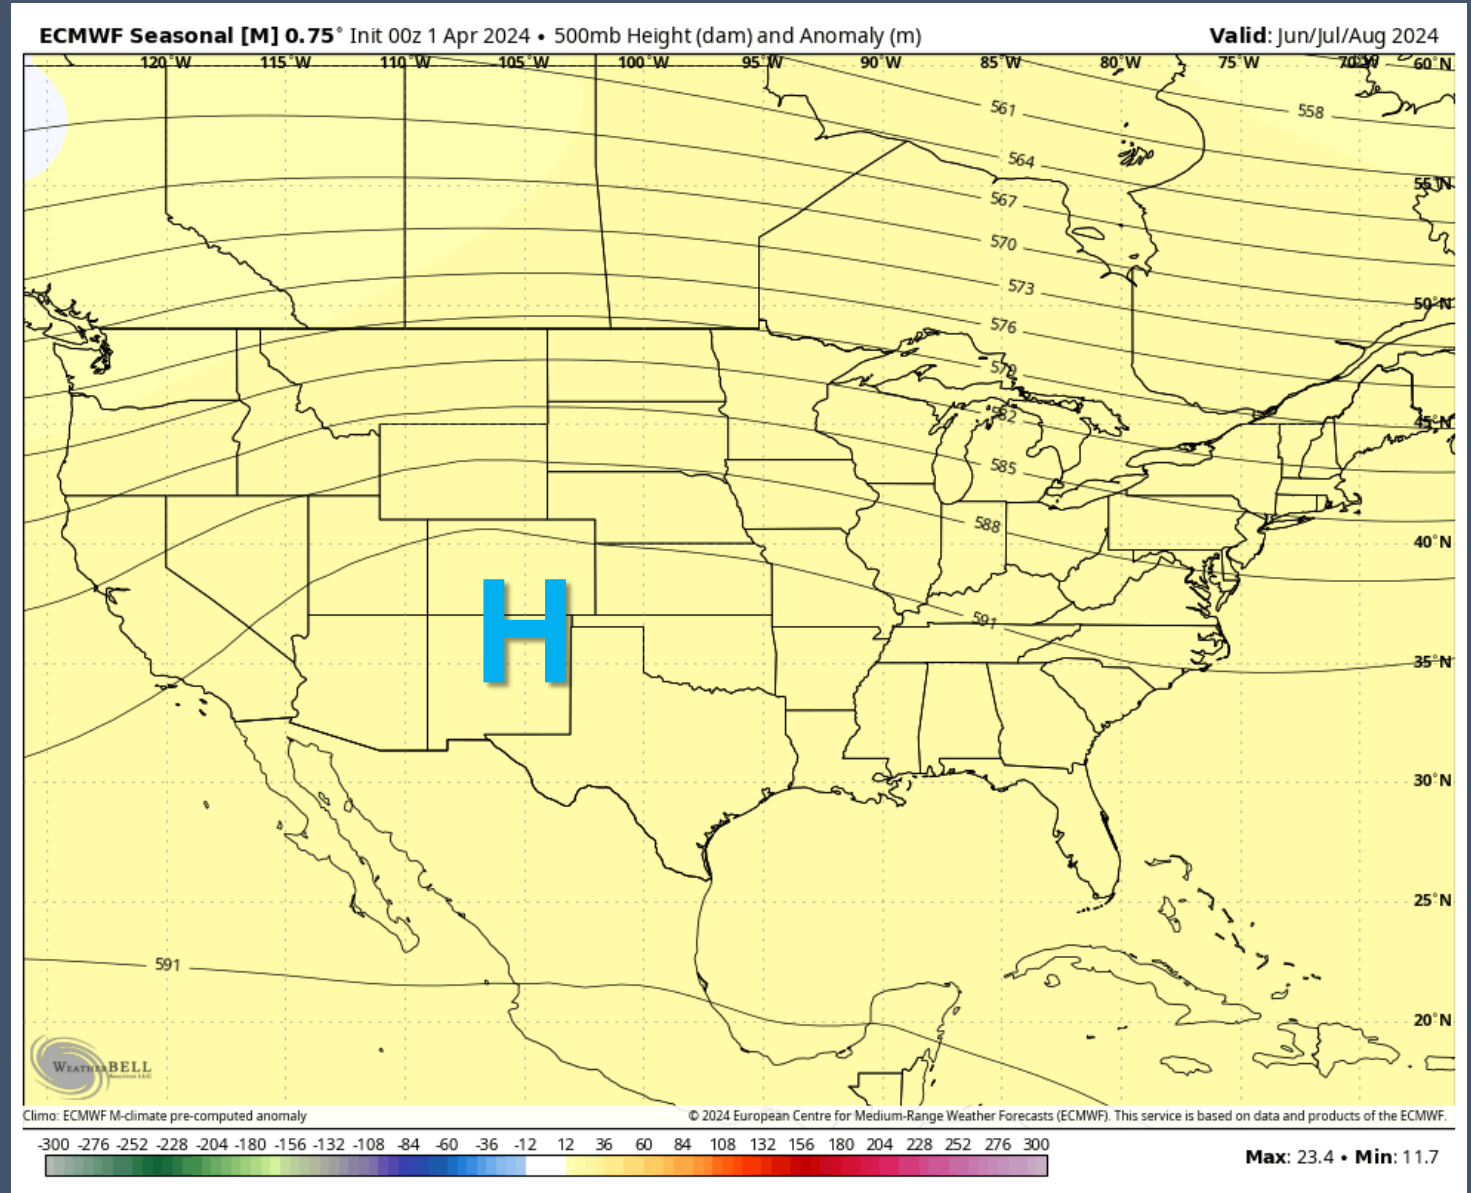 ECMWF Seasonal [M] 0.75° Init 00z 1 Apr 2024 • 500mb Height (dam) and Anomaly (m)
Valid: Jun/Jul/Aug 2024
120°W 115°W 110°W 105°W 100°W 95°W 90°W 85°W 80°W 75°W 70°W 60°N
561
558
564
55°N
567
570
573
50°N
576
579
582
45°N
585
588
40°N
H
591
35°N
30°N
25°N
591
20°N
WEATHERBELL
ANALYTICS LLC
Climo: ECMWF M-climate pre-computed anomaly
© 2024 European Centre for Medium-Range Weather Forecasts (ECMWF). This service is based on data and products of the ECMWF.
-300 -276 -252 -228 -204 -180 -156 -132 -108 -84 -60 -36 -12 12 36 60 84 108 132 156 180 204 228 252 276 300
Max: 23.4 • Min: 11.7